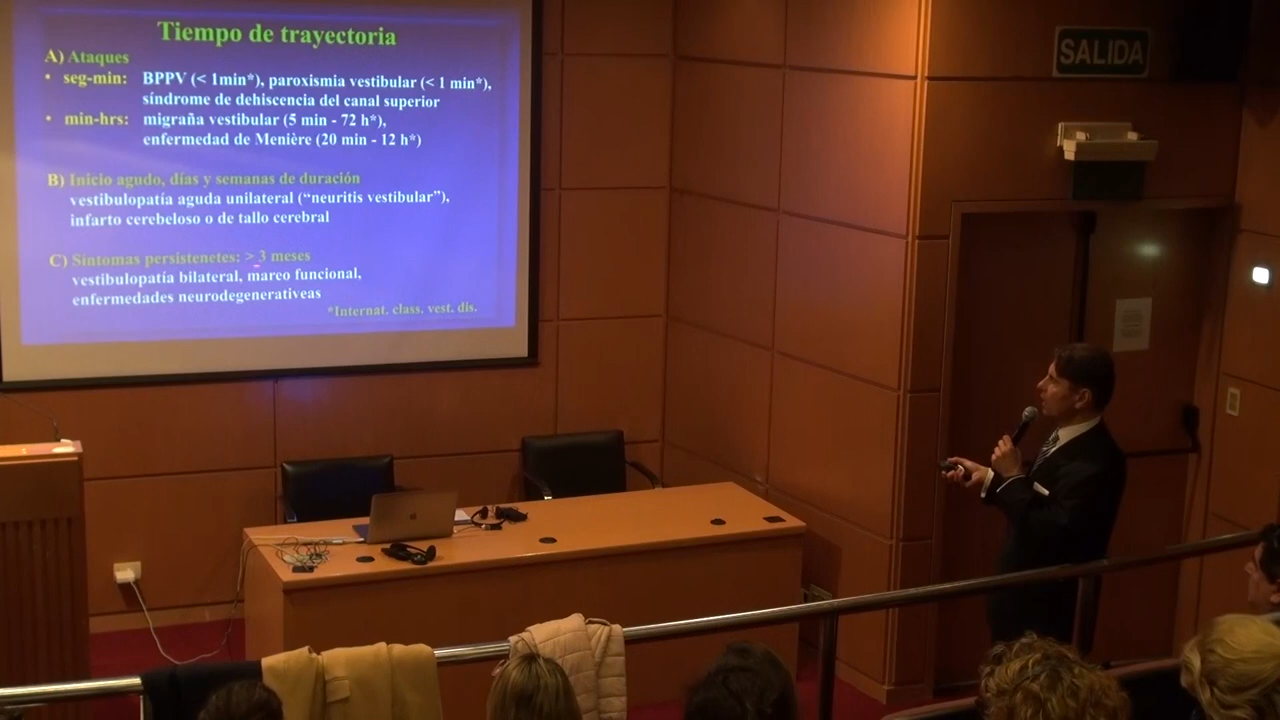 Tiempo de trayectoria
A) Ataques
• seg-min: BPPV (< 1min*), paroxismia vestibular (< 1 min*),
síndrome de dehiscencia del canal superior
• min-hrs: migraña vestibular (5 min - 72 h*),
enfermedad de Menière (20 min - 12 h*)
B) Inicio agudo, días y semanas de duración
vestibulopatía aguda unilateral (“neuritis vestibular”),
infarto cerebeloso o de tallo cerebral
C) Síntomas persistenetes: > 3 meses
vestibulopatía bilateral, mareo funcional,
enfermedades neurodegenerativeas
*Internat. class. vest. dis.
SALIDA